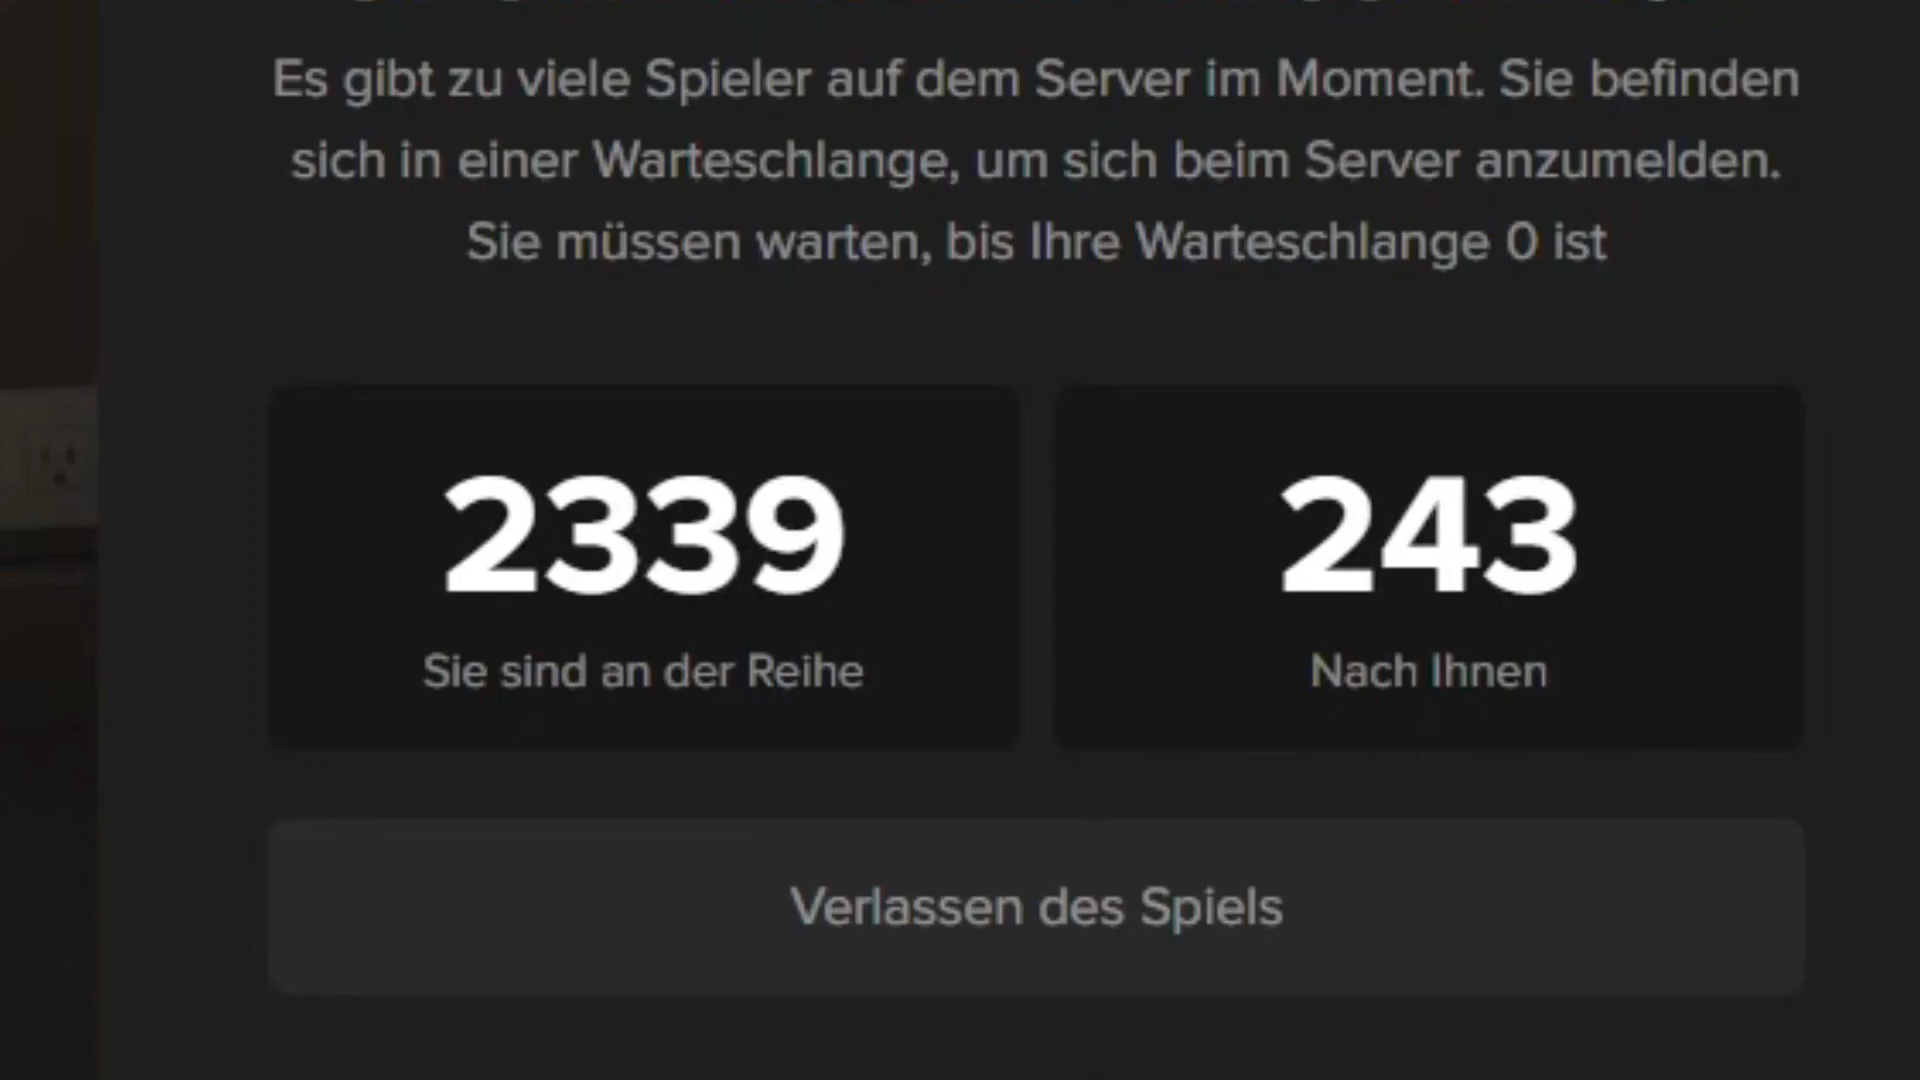 Es gibt zu viele Spieler auf dem Server im Moment. Sie befinden
sich in einer Warteschlange, um sich beim Server anzumelden.
Sie müssen warten, bis Ihre Warteschlange 0 ist
2339
Sie sind an der Reihe
243
Nach Ihnen
Verlassen des Spiels